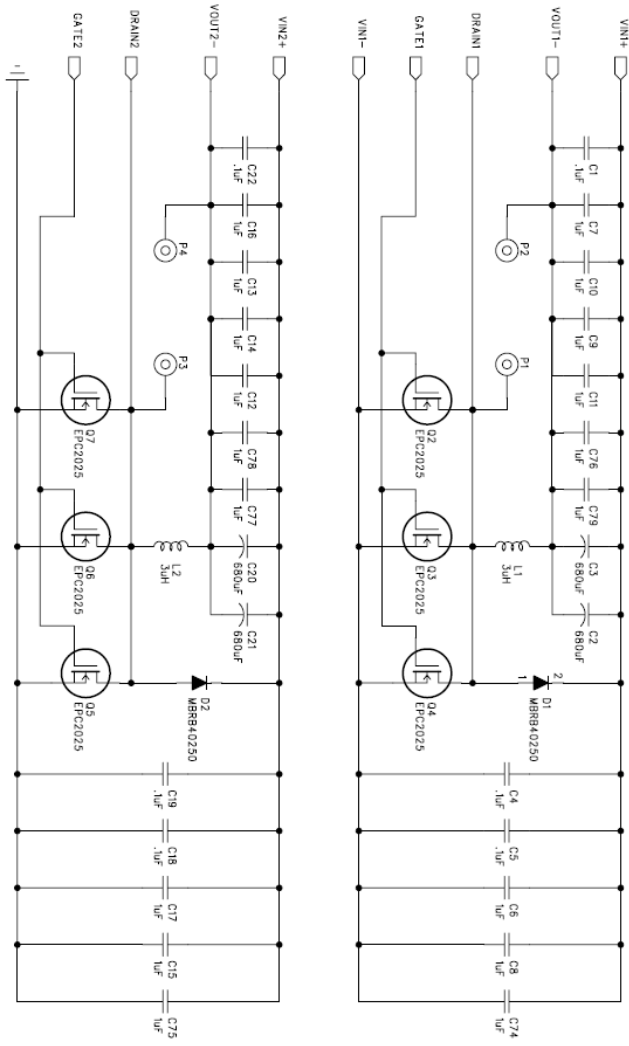 VIN1+
C1
.1uF
C7
1uF
C10
1uF
C9
1uF
C11
1uF
C76
1uF
C79
1uF
C3
680uF
C2
680uF
VOUT1-
2
D1
MBRB40250
1
P2
P1
L1
3uH
C4
.1uF
C5
.1uF
C6
1uF
C8
1uF
C74
1uF
DRAIN1
GATE1
Q2
EPC2025
Q3
EPC2025
Q4
EPC2025
VIN1-
VIN2+
C22
.1uF
C16
1uF
C13
1uF
C14
1uF
C12
1uF
C78
1uF
C77
1uF
C20
680uF
C21
680uF
VOUT2-
D2
MBRB40250
P4
P3
L2
3uH
C19
.1uF
C18
.1uF
C17
1uF
C15
1uF
C75
1uF
DRAIN2
GATE2
Q7
EPC2025
Q6
EPC2025
Q5
EPC2025